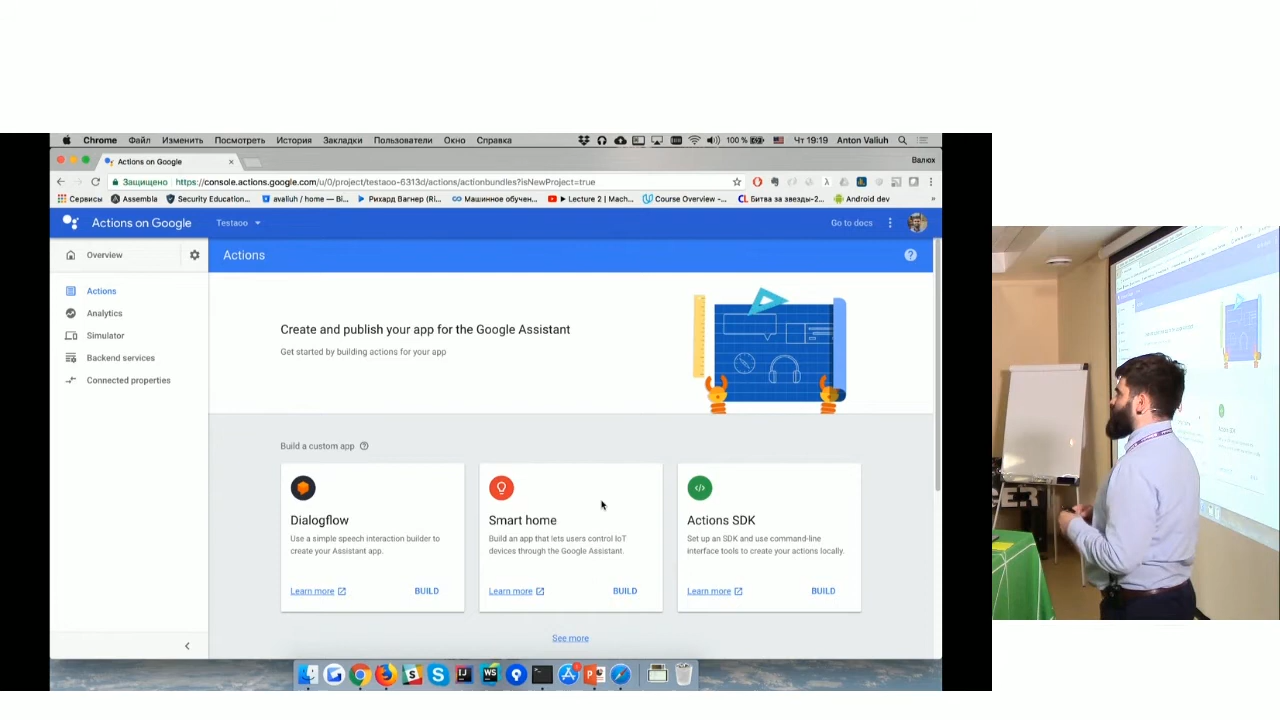 Chrome Файл Изменить Посмотреть История Закладки Пользователи Окно Справка 100 % Чт 19:19 Anton Valiuh
Actions on Google Валюх
Защищено https://console.actions.google.com/u/0/project/testaoo-6313d/actions/actionbundles?isNewProject=true
Сервисы Assembla Security Education... avaliuh / home — Bi... Рихард Вагнер (Ri... Машинное обучен... Lecture 2 | Mach... Course Overview -... Битва за звезды-2... Android dev »
Actions on Google Testaoo Go to docs
Overview Actions
Actions
Analytics
Simulator
Backend services
Connected properties
Create and publish your app for the Google Assistant
Get started by building actions for your app
Build a custom app
Dialogflow
Use a simple speech interaction builder to
create your Assistant app.
Learn more BUILD
Smart home
Build an app that lets users control IoT
devices through the Google Assistant.
Learn more BUILD
Actions SDK
Set up an SDK and use command-line
interface tools to create your actions locally.
Learn more BUILD
See more